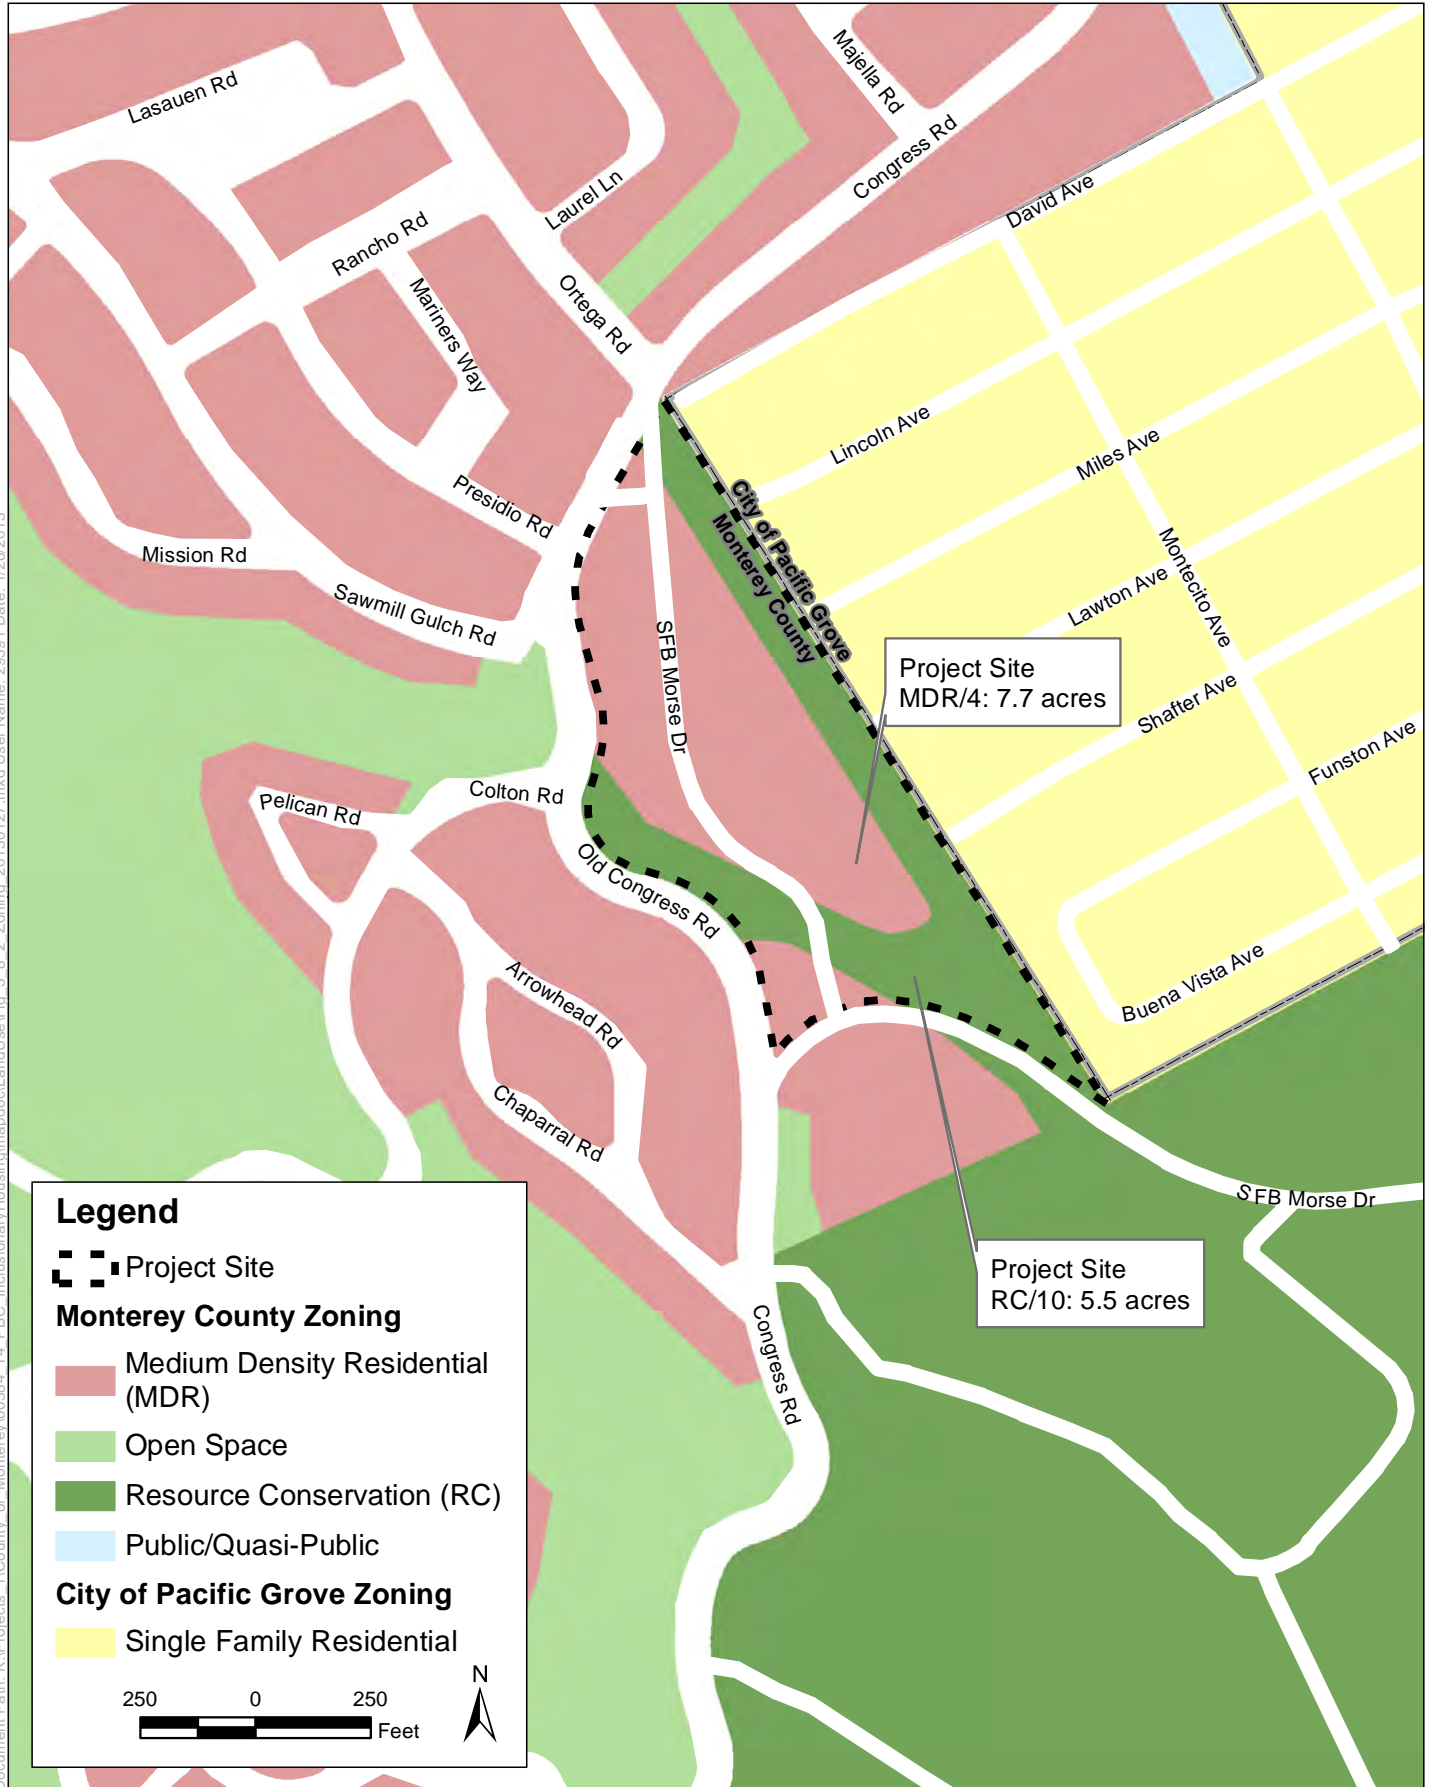 Lasauen Rd
Majella Rd
Congress Rd
Laurel Ln
David Ave
Rancho Rd
Mariners Way
Ortega Rd
Lincoln Ave
Miles Ave
Presidio Rd
City of Pacific Grove
Monterey County
Mission Rd
Sawmill Gulch Rd
Montecito Ave
Lawton Ave
SFB Morse Dr
Project Site
MDR/4: 7.7 acres
Shafter Ave
Funston Ave
Colton Rd
Pelican Rd
Old Congress Rd
Arrowhead Rd
Buena Vista Ave
Chaparral Rd
SFB Morse Dr
Project Site
RC/10: 5.5 acres
Congress Rd
Legend
Project Site
Monterey County Zoning
Medium Density Residential
(MDR)
Open Space
Resource Conservation (RC)
Public/Quasi-Public
City of Pacific Grove Zoning
Single Family Residential
N
250 0 250
Feet